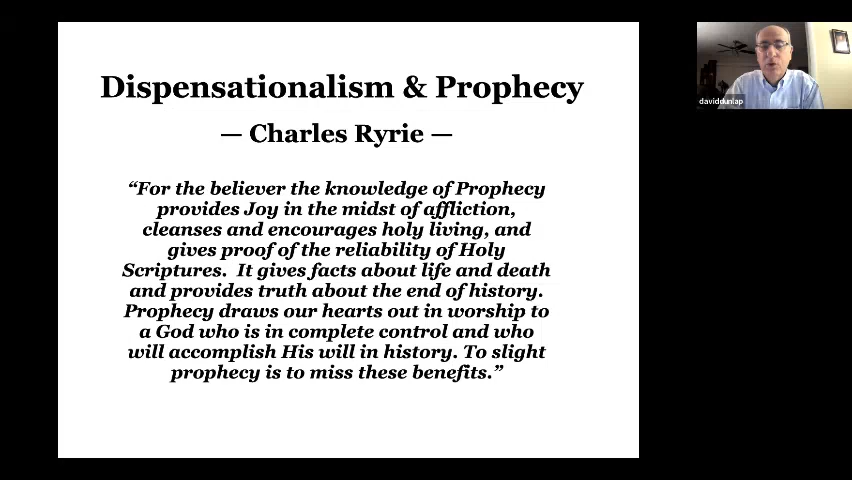 Dispensationalism & Prophecy
— Charles Ryrie —
“For the believer the knowledge of Prophecy
provides Joy in the midst of affliction,
cleanses and encourages holy living, and
gives proof of the reliability of Holy
Scriptures.  It gives facts about life and death
and provides truth about the end of history.
Prophecy draws our hearts out in worship to
a God who is in complete control and who
will accomplish His will in history. To slight
prophecy is to miss these benefits.”
daviddunlap